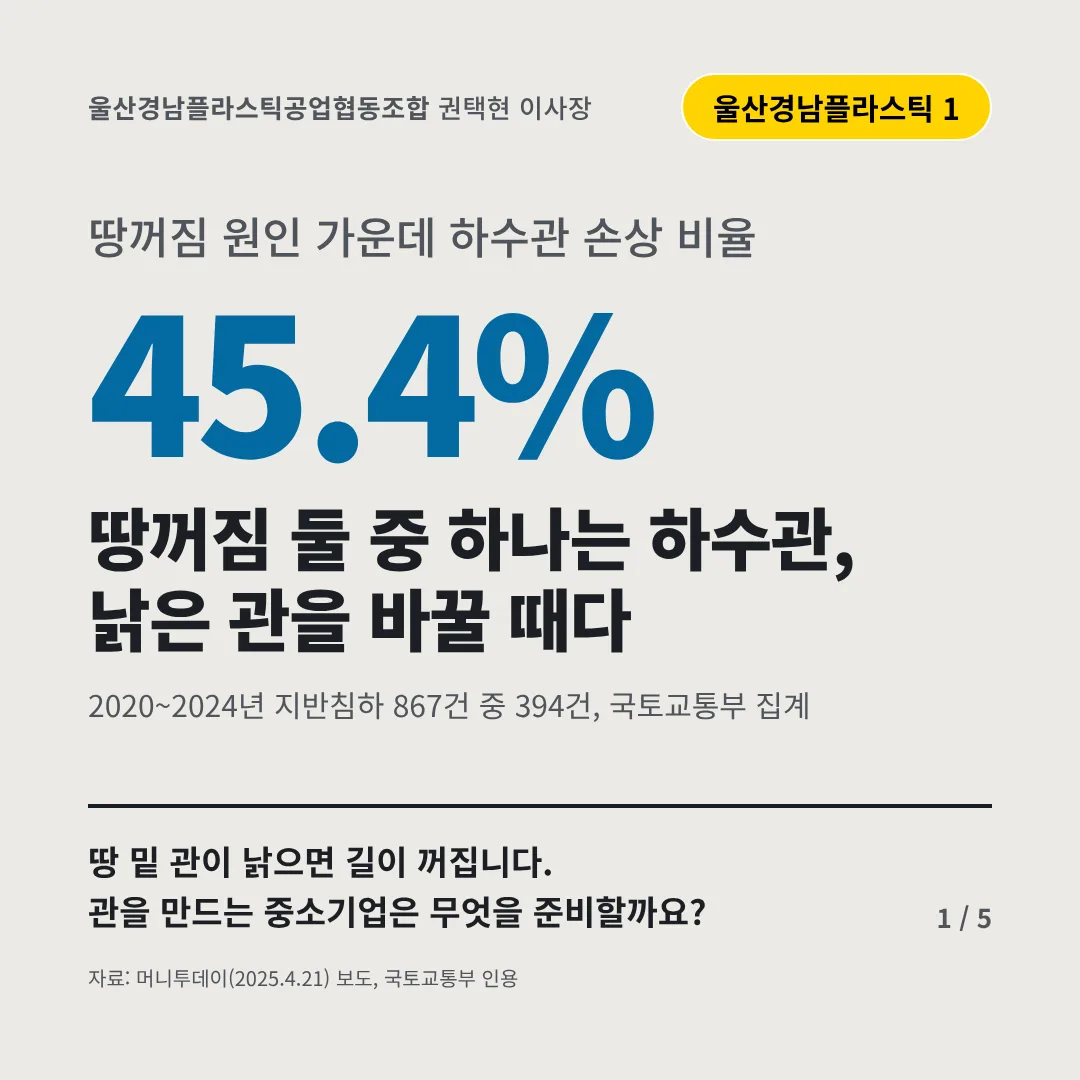 울산경남플라스틱공업협동조합 권택현 이사장
울산경남플라스틱 1
땅꺼짐 원인 가운데 하수관 손상 비율
45.4%
땅꺼짐 둘 중 하나는 하수관,
낡은 관을 바꿀 때다
2020~2024년 지반침하 867건 중 394건, 국토교통부 집계
땅 밑 관이 낡으면 길이 꺼집니다.
관을 만드는 중소기업은 무엇을 준비할까요?
1 / 5
자료: 머니투데이(2025.4.21) 보도, 국토교통부 인용